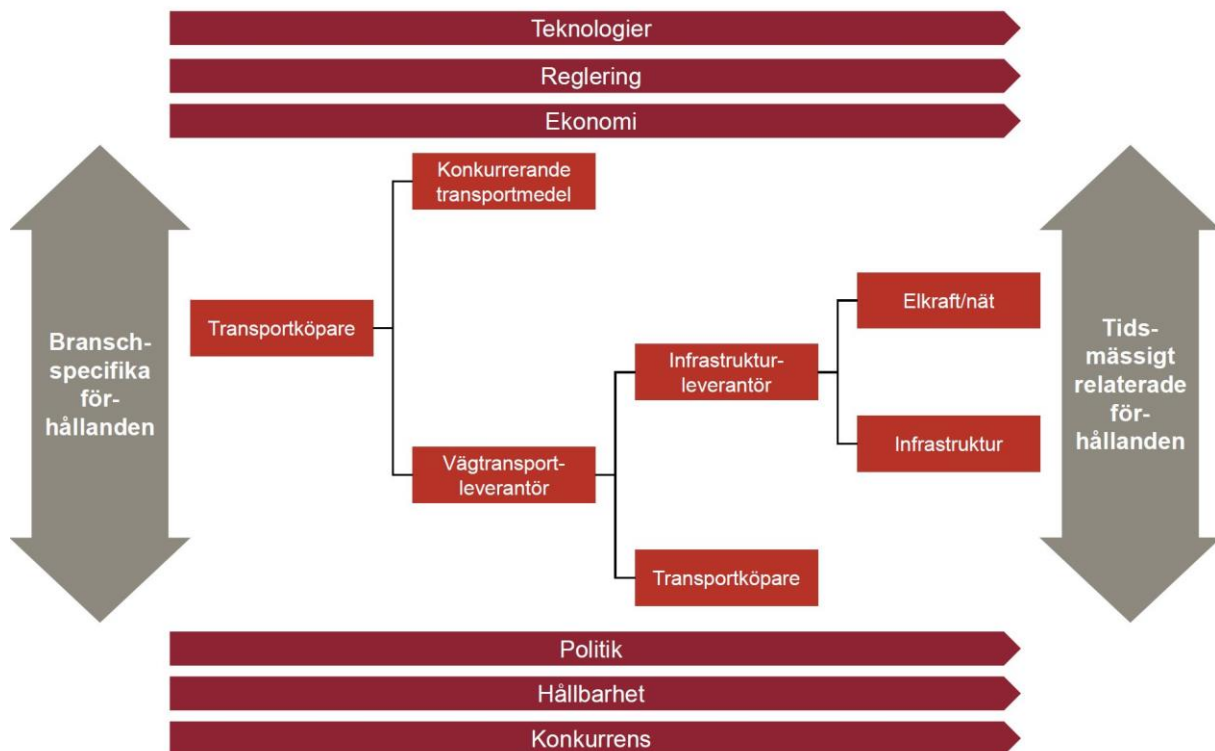 Teknologier
Reglering
Ekonomi
Bransch-
specifika
för-
hållanden
Konkurrerande
transportmedel
Transportköpare
Vägtransport-
leverantör
Infrastruktur-
leverantör
Transportköpare
Elkraft/nät
Infrastruktur
Tids-
mässigt
relaterade
för-
hållanden
Politik
Hållbarhet
Konkurrens